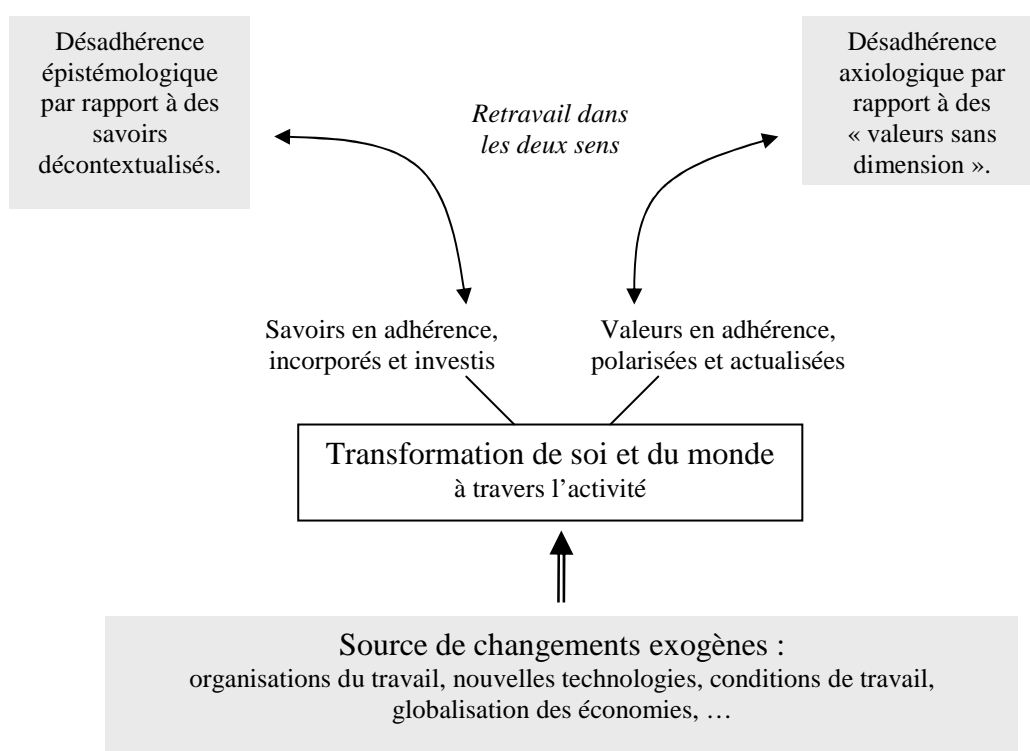 Désadhérence
épistémologique
par rapport à des
savoirs
décontextualisés.
Retravail dans
les deux sens
Désadhérence
axiologique par
rapport à des
« valeurs sans
dimension ».
Savoirs en adhérence,
incorporés et investis
Valeurs en adhérence,
polarisées et actualisées
Transformation de soi et du monde
à travers l’activité
Source de changements exogènes :
organisations du travail, nouvelles technologies, conditions de travail,
globalisation des économies, …